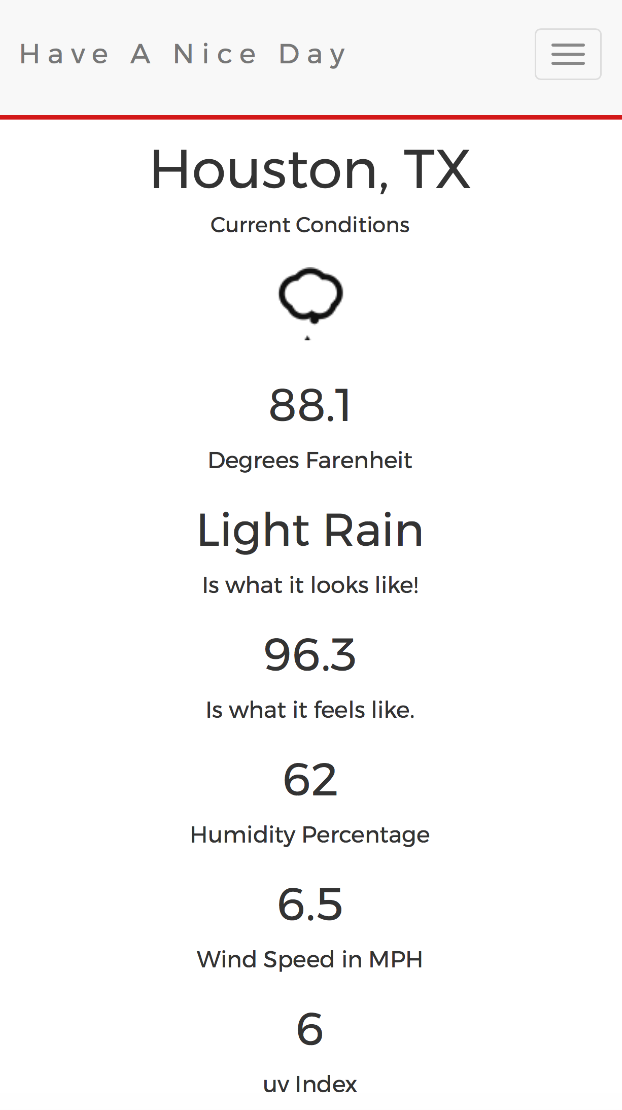 Have A Nice Day
Houston, TX
Current Conditions
88.1
Degrees Farenheit
Light Rain
Is what it looks like!
96.3
Is what it feels like.
62
Humidity Percentage
6.5
Wind Speed in MPH
6
uv Index